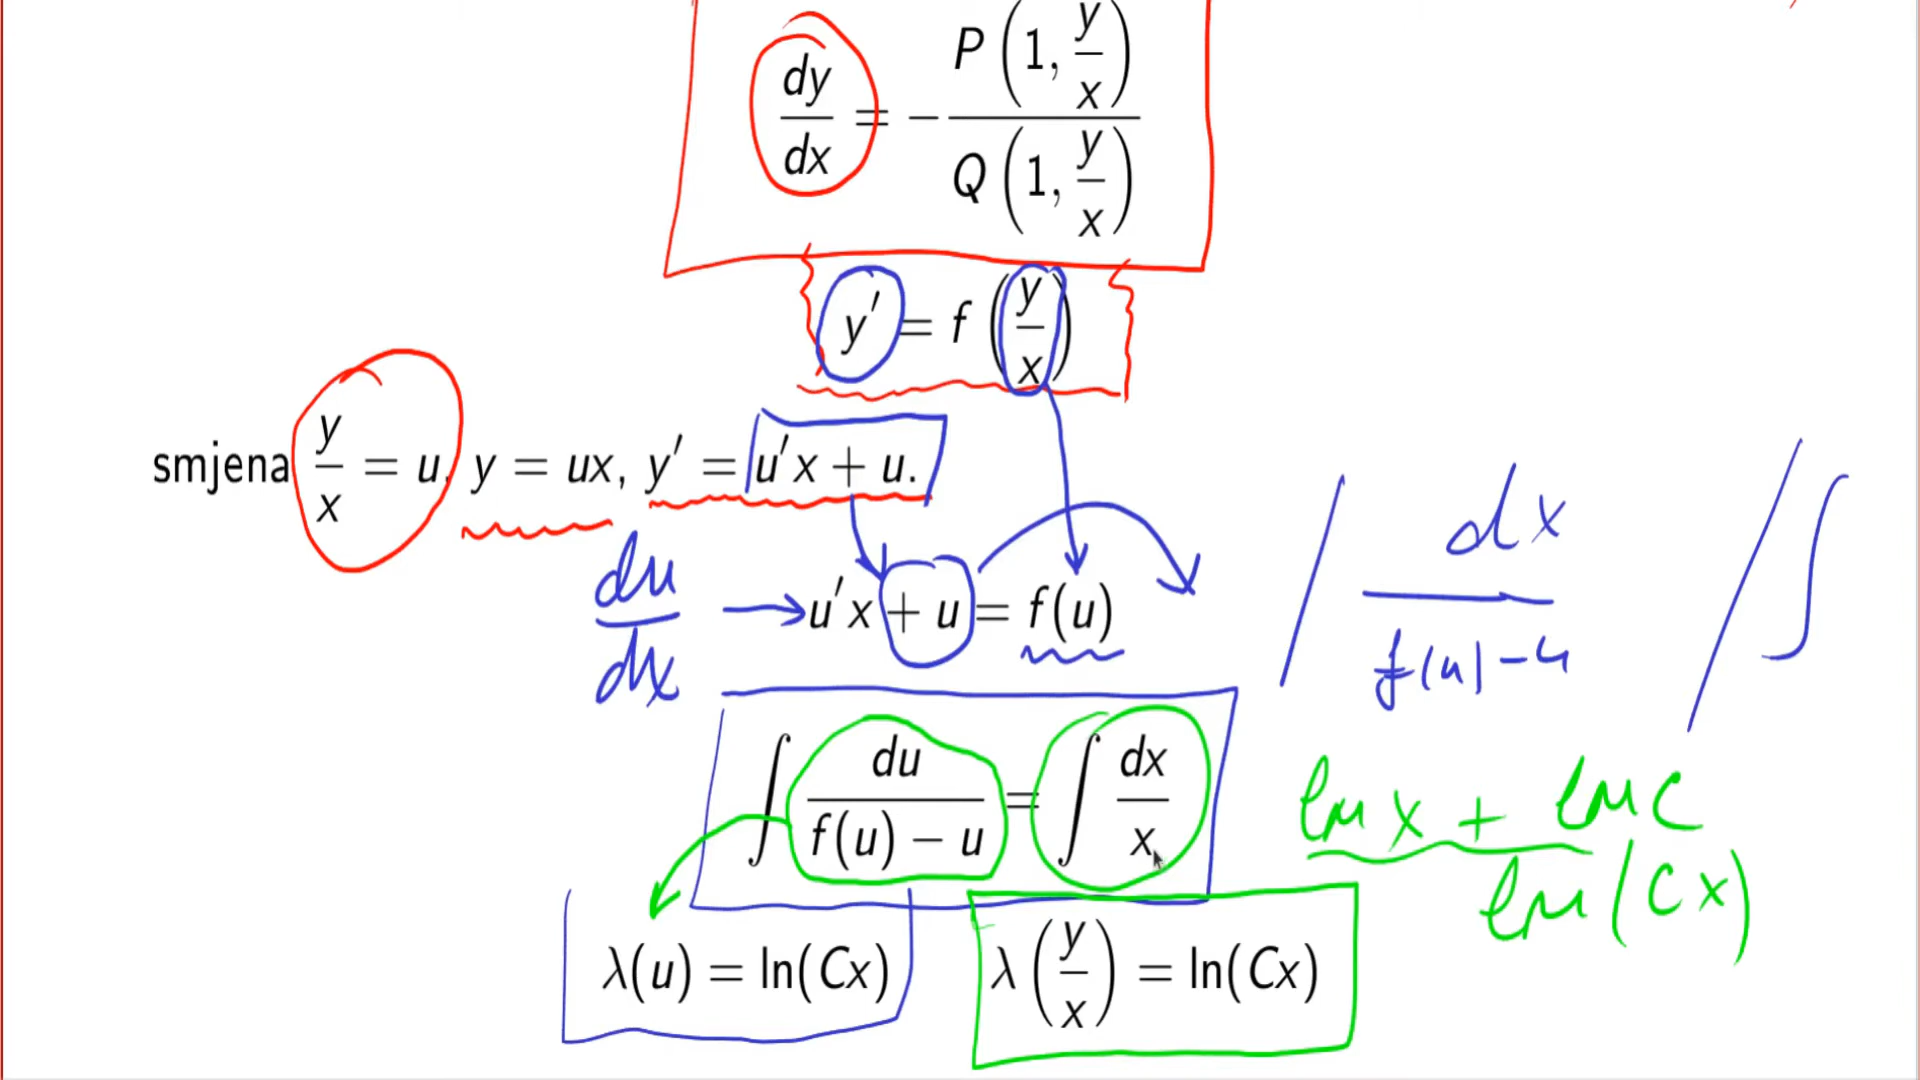 dy/dx = − P(1, y/x) / Q(1, y/x)
y′ = f(y/x)
smjena y/x = u, y = ux, y′ = u′x + u.
du/dx → u′x + u = f(u) / dx/(f(u) − u) / ∫
∫ du/(f(u) − u) = ∫ dx/x
ln x + ln C
ln(Cx)
λ(u) = ln(Cx) λ(y/x) = ln(Cx)